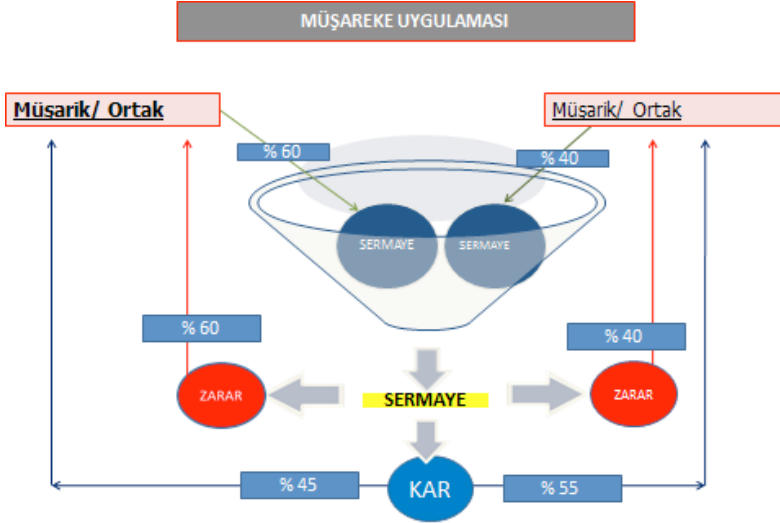 MÜŞAREKE UYGULAMASI
Müşarik/ Ortak
Müşarik/ Ortak
% 60
% 40
SERMAYE
SERMAYE
% 60
% 40
ZARAR
SERMAYE
ZARAR
% 45
KAR
% 55